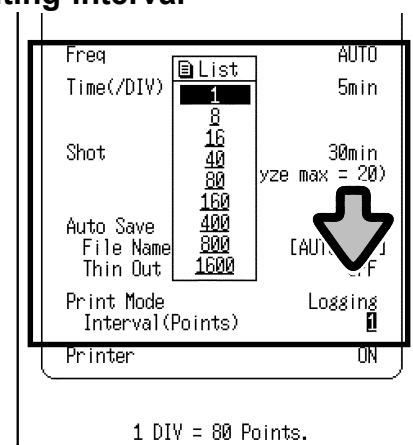 Freq AUTO
List
Time(/DIV) 5min
1
8
16
Shot 30min
40
80 yze max = 20)
160
Auto Save 400
File Name 800 [AU
Thin Out 1600
Print Mode Logging
Interval(Points) 1
Printer ON
1 DIV = 80 Points.